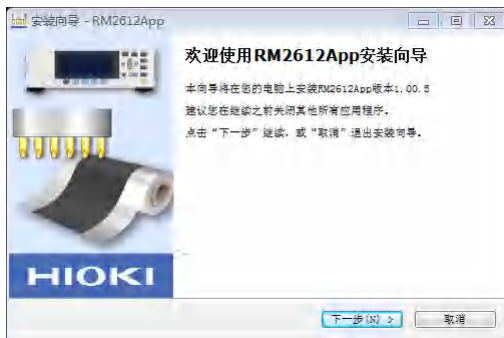 安装向导 - RM2612App
欢迎使用RM2612App安装向导
本向导将在您的电脑上安装RM2612App版本1.00.5
建议您在继续之前关闭其他所有应用程序。
点击“下一步”继续，或“取消”退出安装向导。
HIOKI
下一步(N) >
取消